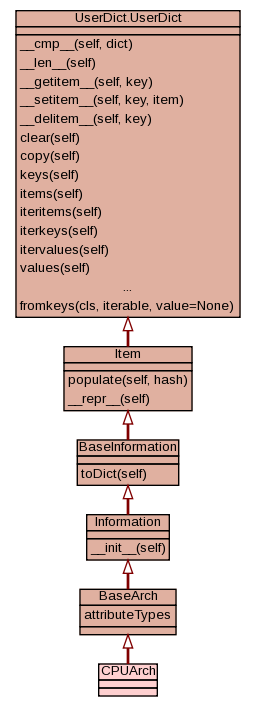 UserDict.UserDict
__cmp__(self, dict)
__len__(self)
__getitem__(self, key)
__setitem__(self, key, item)
__delitem__(self, key)
clear(self)
copy(self)
keys(self)
items(self)
iteritems(self)
iterkeys(self)
itervalues(self)
values(self)
...
fromkeys(cls, iterable, value=None)
Item
populate(self, hash)
__repr__(self)
BaseInformation
toDict(self)
Information
__init__(self)
BaseArch
attributeTypes
CPUArch